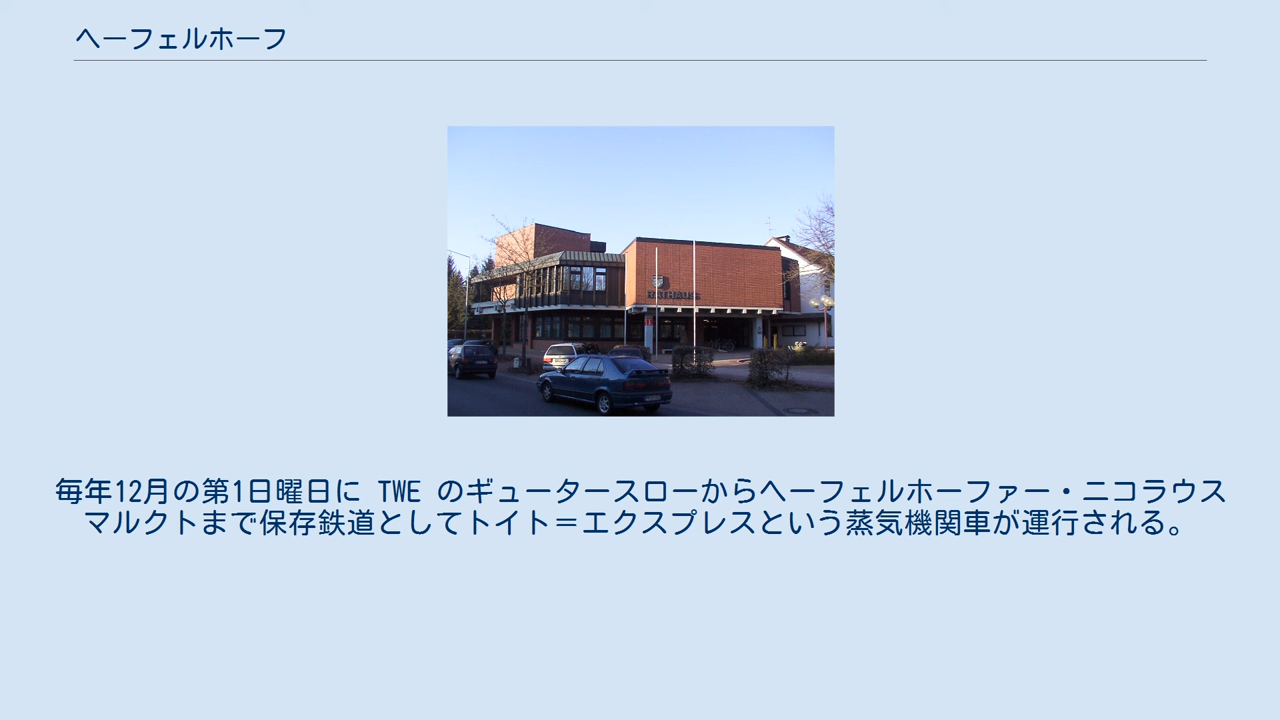 ヘーフェルホーフ
RATHAUS
毎年12月の第1日曜日に TWE のギュータースローからヘーフェルホーファー・ニコラウス
マルクトまで保存鉄道としてトイト＝エクスプレスという蒸気機関車が運行される。